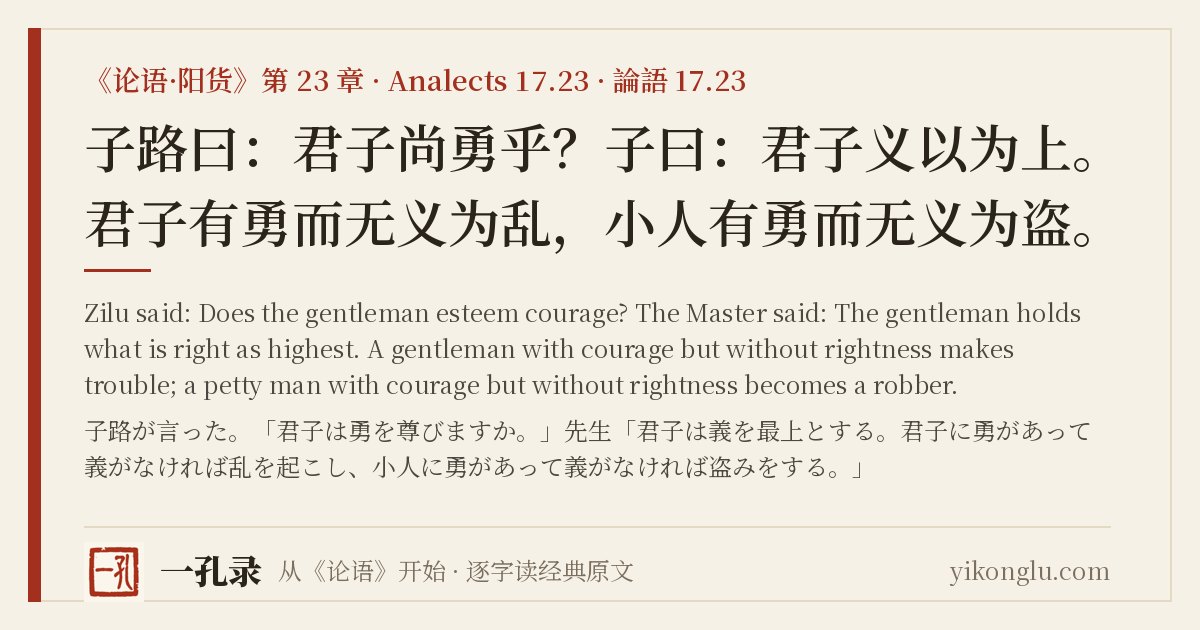 《论语·阳货》第 23 章 · Analects 17.23 · 論語 17.23
子路曰：君子尚勇乎？子曰：君子义以为上。
君子有勇而无义为乱，小人有勇而无义为盗。
Zilu said: Does the gentleman esteem courage? The Master said: The gentleman holds
what is right as highest. A gentleman with courage but without rightness makes
trouble; a petty man with courage but without rightness becomes a robber.
子路が言った。「君子は勇を尊びますか。」先生「君子は義を最上とする。君子に勇があって
義がなければ乱を起こし、小人に勇があって義がなければ盗みをする。」
一孔
一孔录 从《论语》开始 · 逐字读经典原文 yikonglu.com